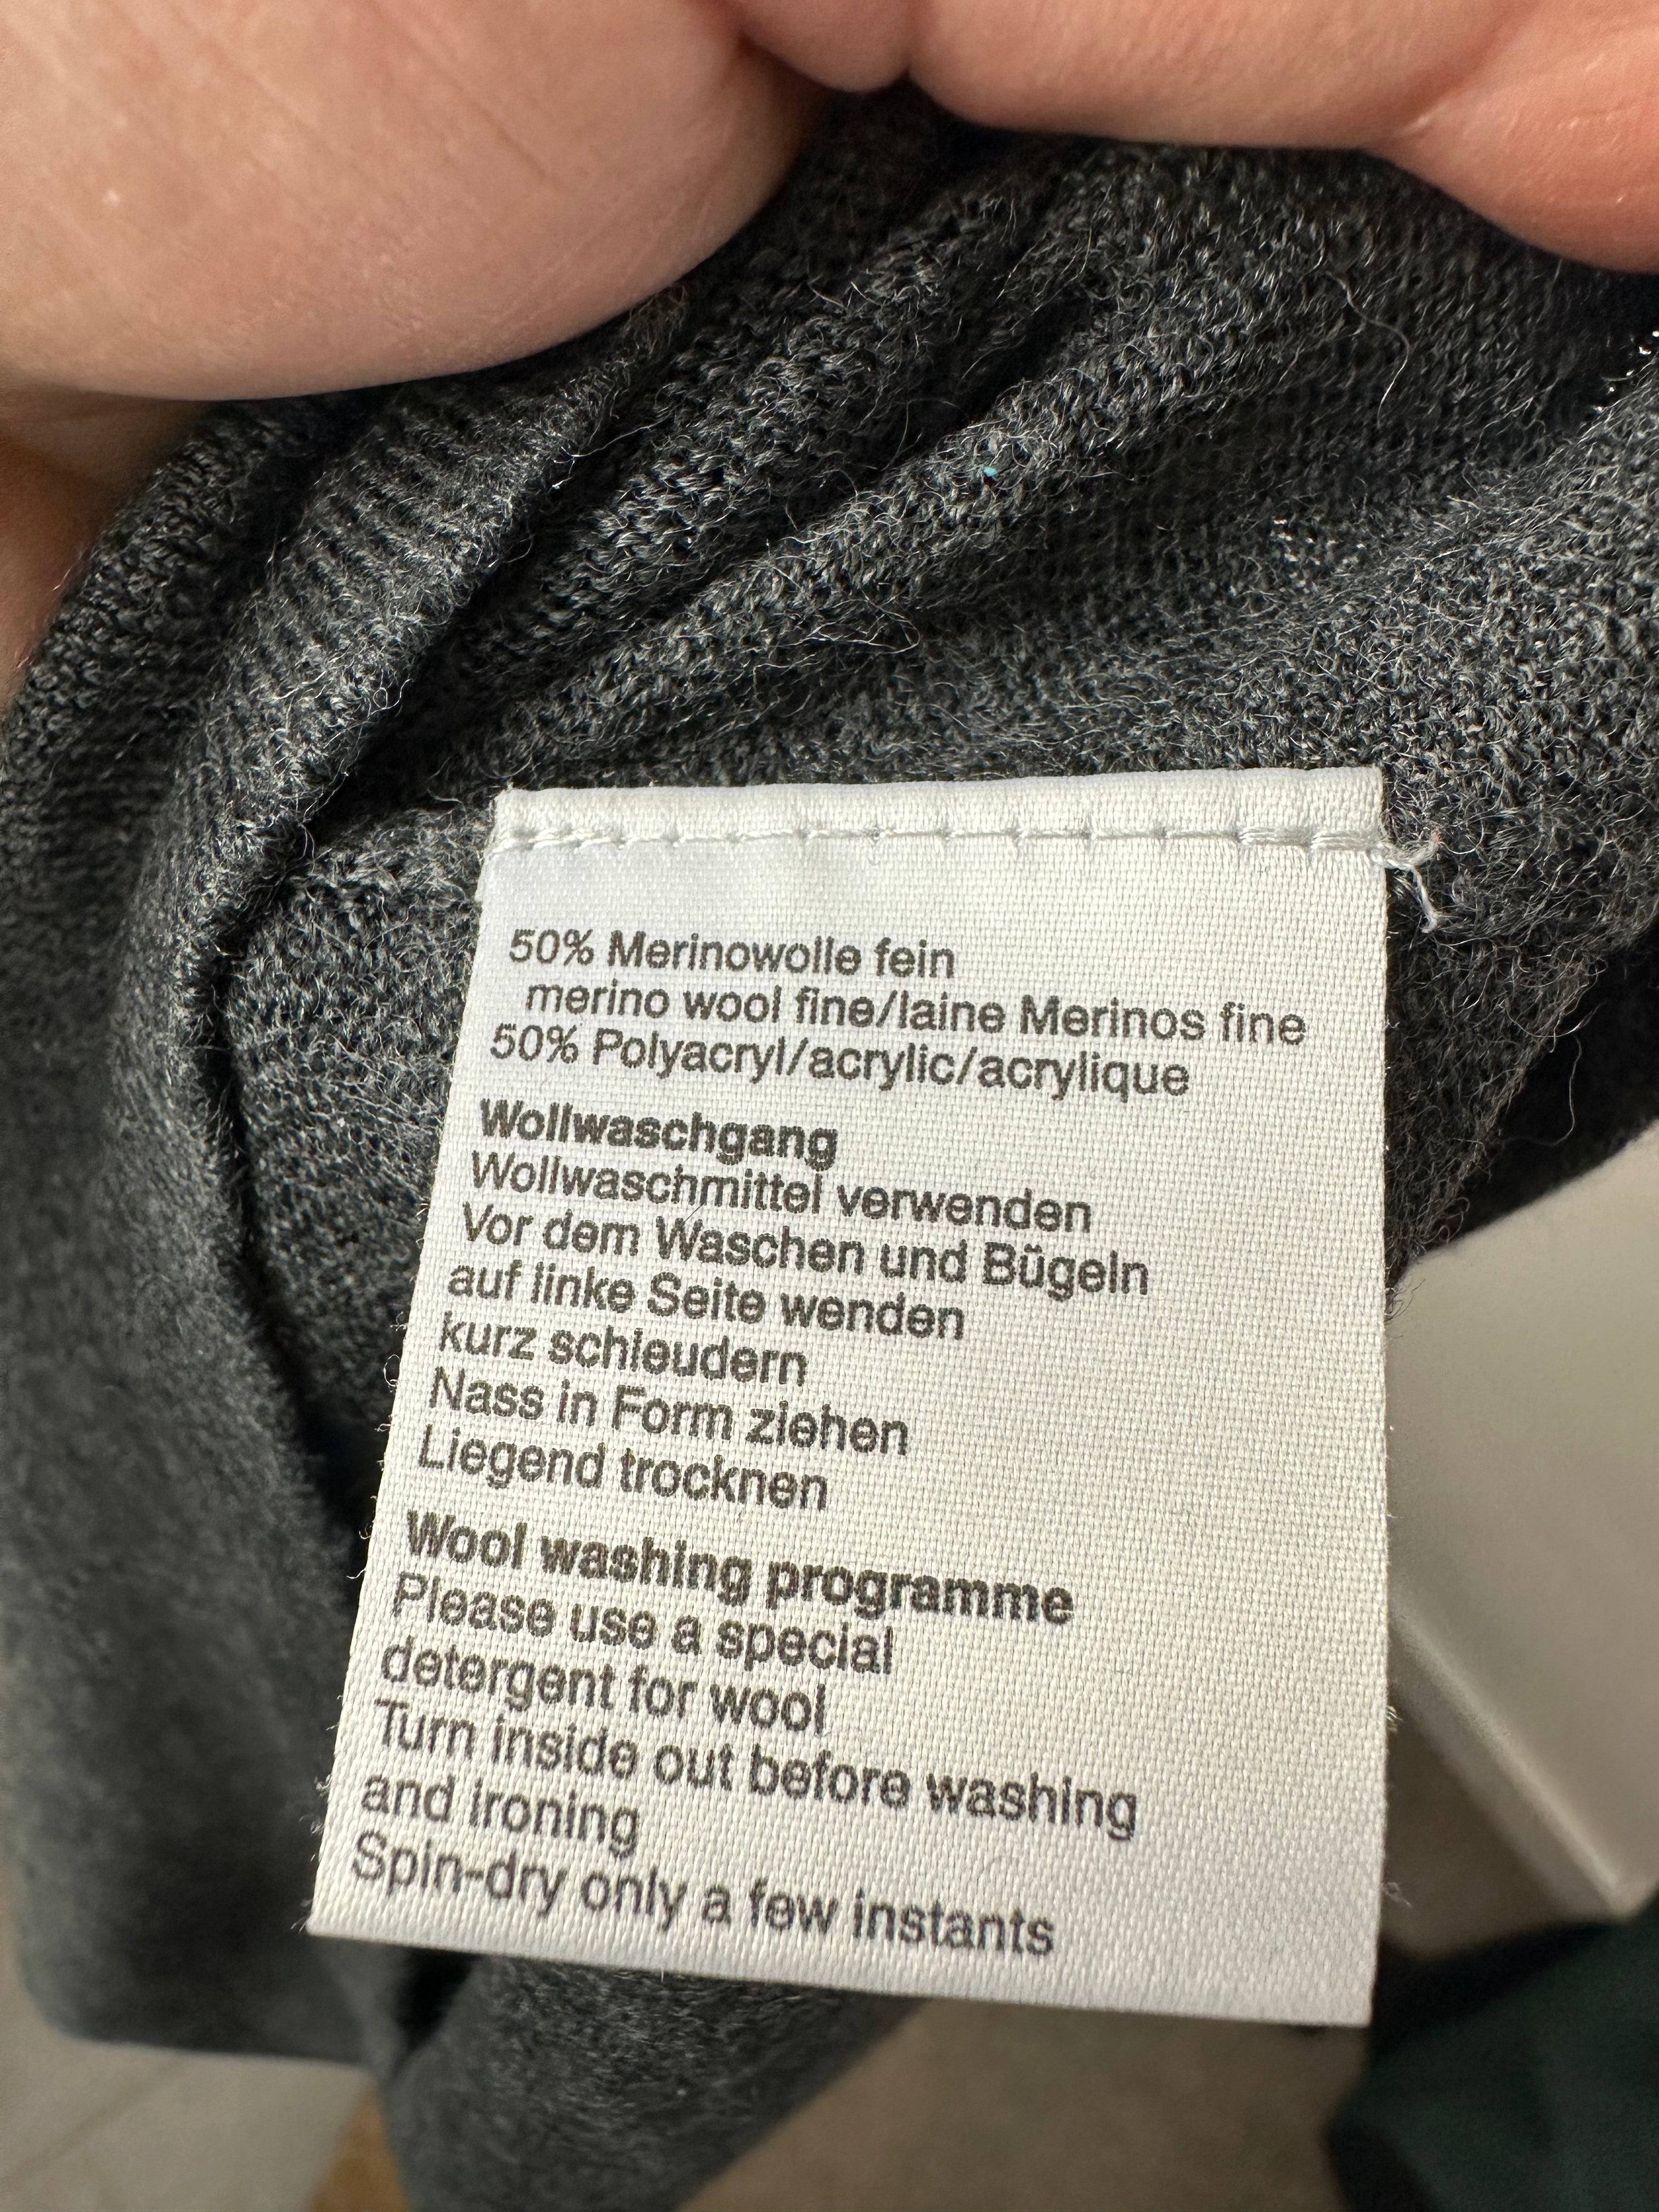 50% Merinowolle fein
merino wool fine/laine Merinos fine
50% Polyacryl/acrylic/acrylique
Wollwaschgang
Wollwaschmittel verwenden
Vor dem Waschen und Bügeln
auf linke Seite wenden
kurz schleudern
Nass in Form ziehen
Liegend trocknen
Wool washing programme
Please use a special
detergent for wool
Turn inside out before washing
and ironing
Spin-dry only a few instants